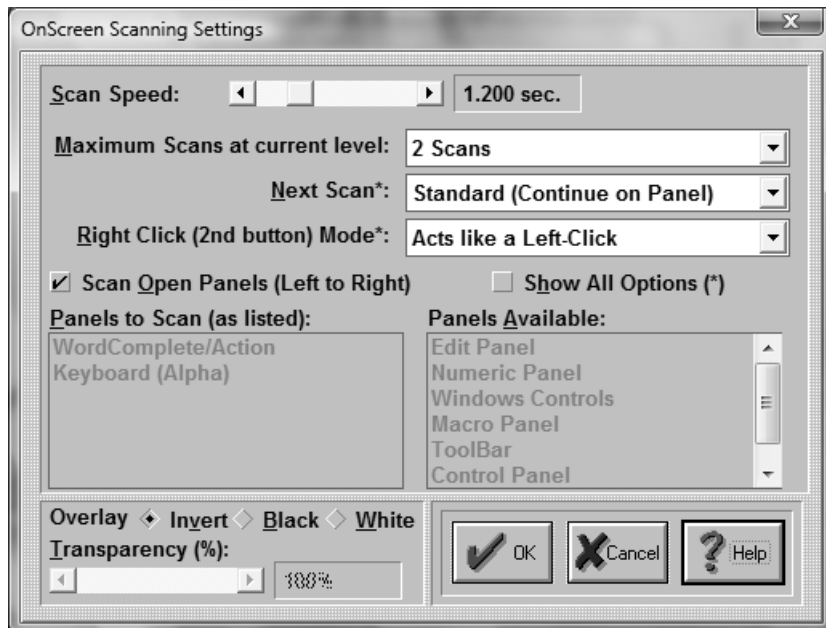 OnScreen Scanning Settings
Scan Speed: 1.200 sec.
Maximum Scans at current level: 2 Scans
Next Scan*: Standard (Continue on Panel)
Right Click (2nd button) Mode*: Acts like a Left-Click
Scan Open Panels (Left to Right) Show All Options (*)
Panels to Scan (as listed):
WordComplete/Action
Keyboard (Alpha)
Panels Available:
Edit Panel
Numeric Panel
Windows Controls
Macro Panel
ToolBar
Control Panel
Overlay Invert Black White
Transparency (%):
100%
OK Cancel Help